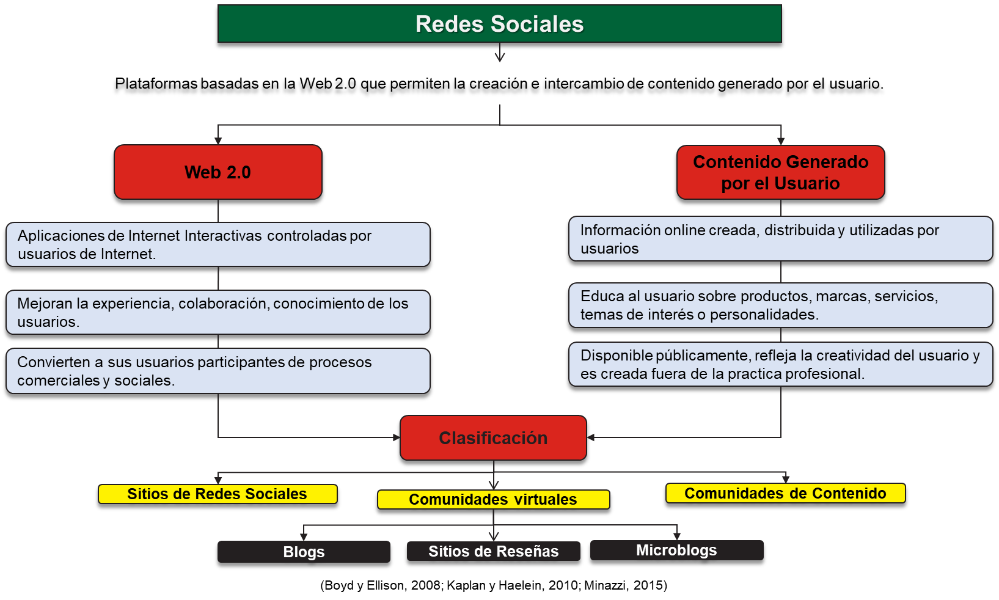 Redes Sociales
Plataformas basadas en la Web 2.0 que permiten la creación e intercambio de contenido generado por el usuario.
Web 2.0
Aplicaciones de Internet Interactivas controladas por
usuarios de Internet.
Mejoran la experiencia, colaboración, conocimiento de los
usuarios.
Convierten a sus usuarios participantes de procesos
comerciales y sociales.
Contenido Generado
por el Usuario
Información online creada, distribuida y utilizadas por
usuarios
Educa al usuario sobre productos, marcas, servicios,
temas de interés o personalidades.
Disponible públicamente, refleja la creatividad del usuario y
es creada fuera de la practica profesional.
Clasificación
Sitios de Redes Sociales
Comunidades virtuales
Comunidades de Contenido
Blogs
Sitios de Reseñas
Microblogs
(Boyd y Ellison, 2008; Kaplan y Haelein, 2010; Minazzi, 2015)